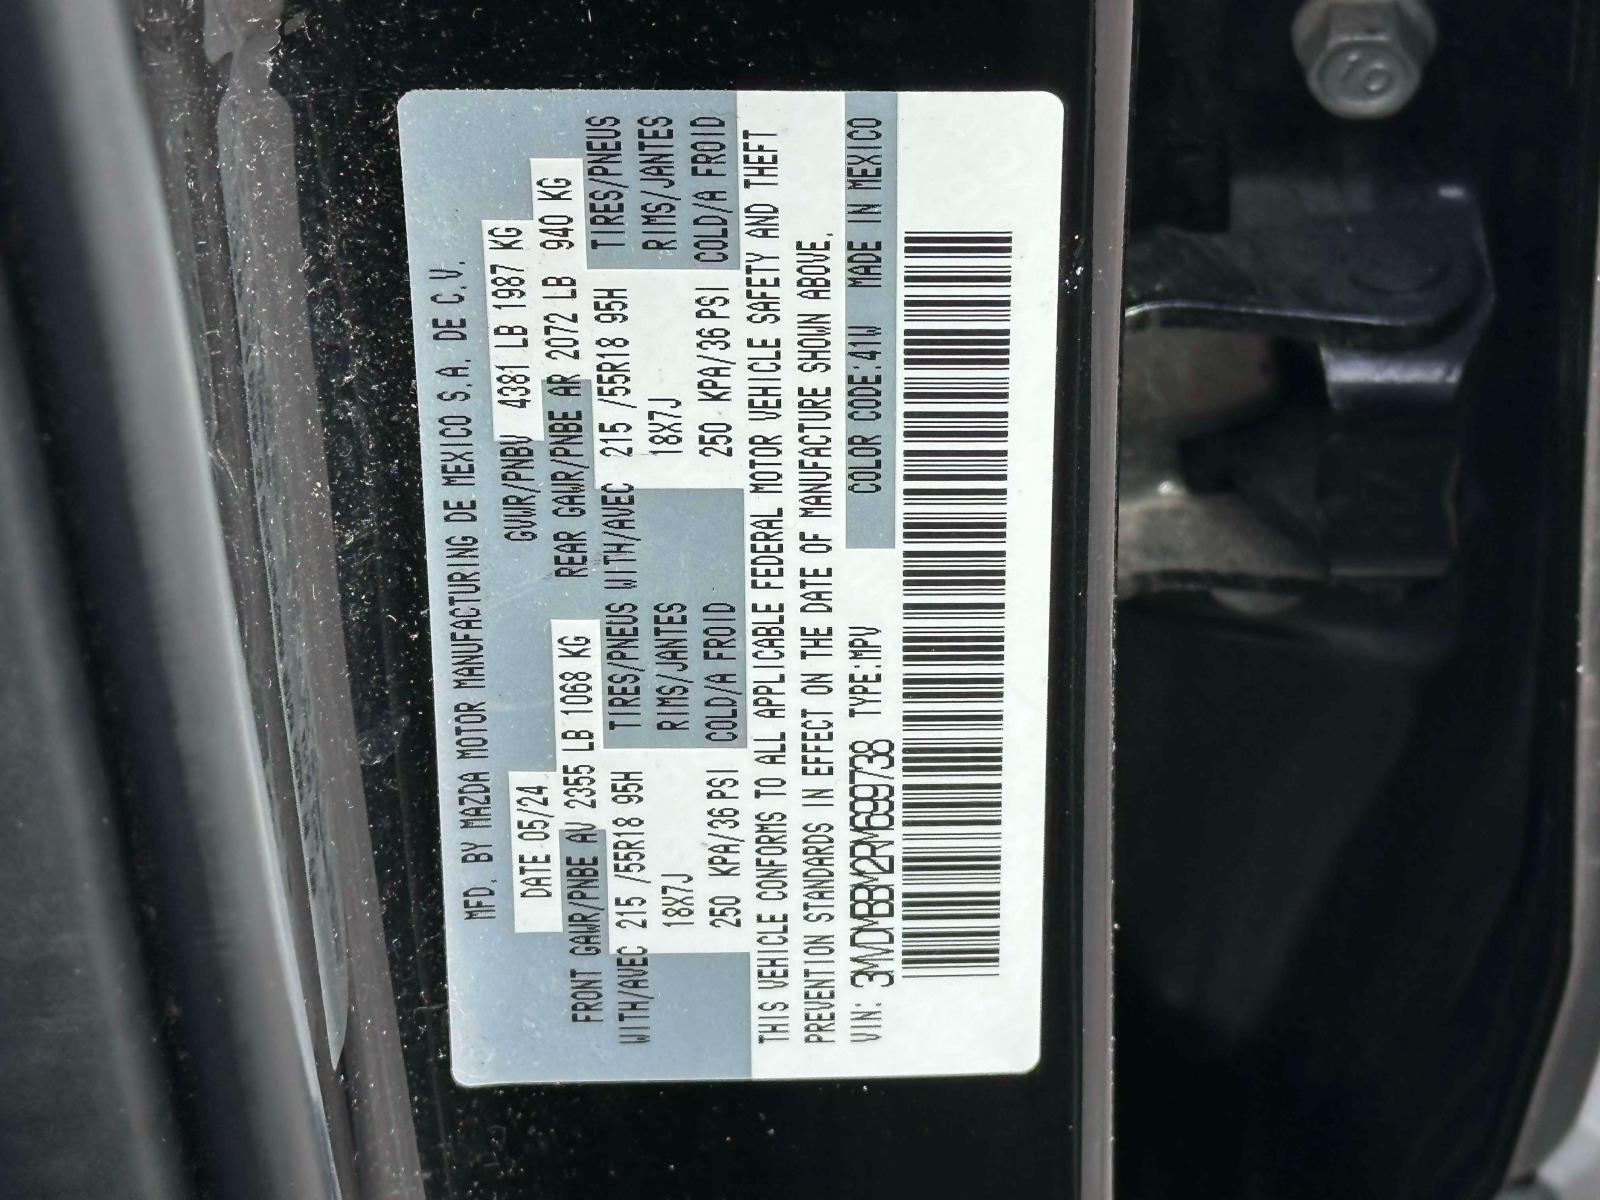 MFD. BY MAZDA MOTOR MANUFACTURING DE MEXICO S.A. DE C.V.
DATE 05/24 GVWR/PNBV 4381 LB 1987 KG
FRONT GAWR/PNBE AV 2355 LB 1068 KG REAR GAWR/PNBE AR 2072 LB 940 KG
WITH/AVEC 215 /55R18 95H TIRES/PNEUS WITH/AVEC 215 /55R18 95H TIRES/PNEUS
18X7J RIMS/JANTES 18X7J RIMS/JANTES
250 KPA/36 PSI COLD/A FROID 250 KPA/36 PSI COLD/A FROID
THIS VEHICLE CONFORMS TO ALL APPLICABLE FEDERAL MOTOR VEHICLE SAFETY AND THEFT
PREVENTION STANDARDS IN EFFECT ON THE DATE OF MANUFACTURE SHOWN ABOVE.
VIN: 3MVDMBBM2RM699738 TYPE:MPV COLOR CODE:41W MADE IN MEXICO